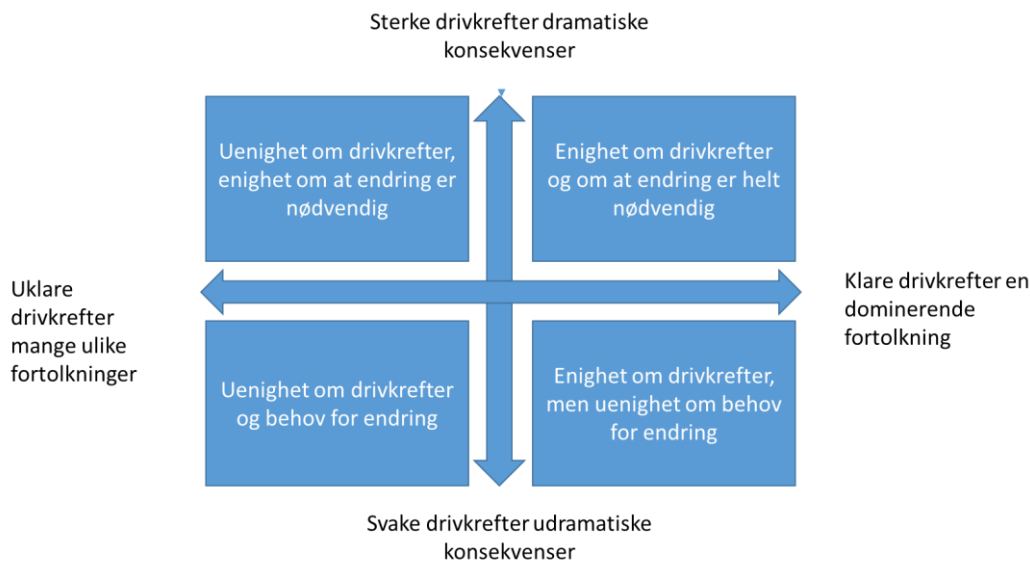 Sterke drivkrefter dramatiske
konsekvenser
Uenighet om drivkrefter,
enighet om at endring er
nødvendig
Enighet om drivkrefter
og om at endring er helt
nødvendig
Uklare
drivkrefter
mange ulike
fortolkninger
Klare drivkrefter en
dominerende
fortolkning
Uenighet om drivkrefter
og behov for endring
Enighet om drivkrefter,
men uenighet om behov
for endring
Svake drivkrefter udramatiske
konsekvenser